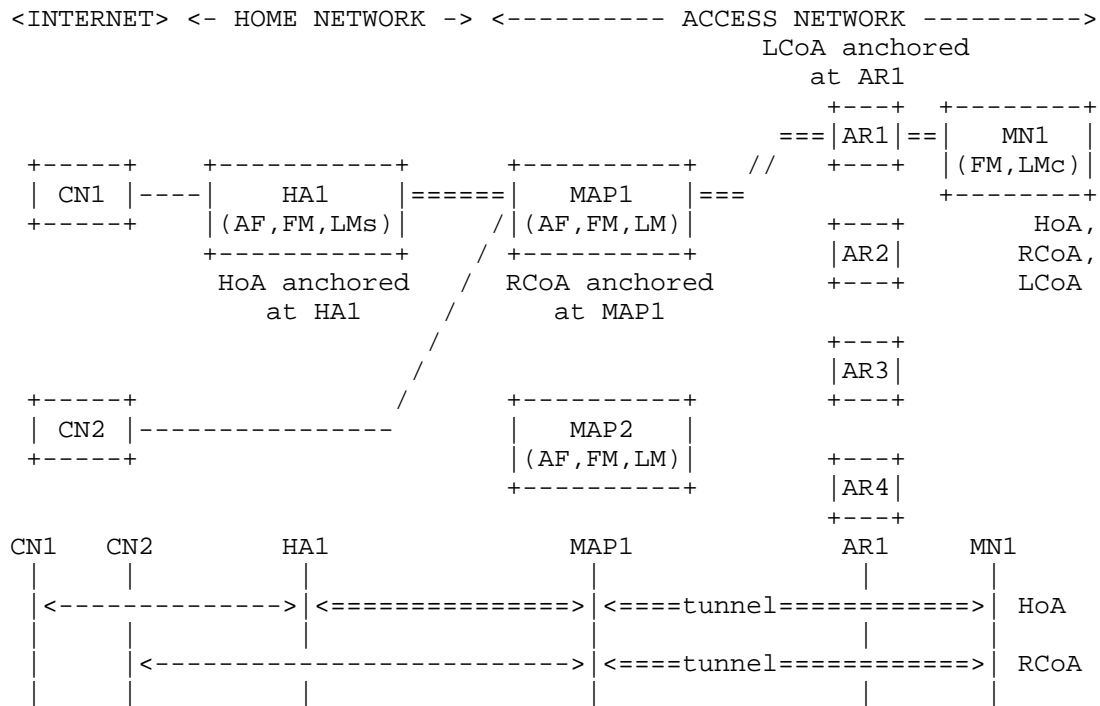 <INTERNET> <- HOME NETWORK -> <---------- ACCESS NETWORK ---------->
                                               LCoA anchored
                                                  at AR1
                                                   +---+  +--------+
                                                ===|AR1|==|  MN1   |
 +-----+    +-----------+       +----------+  //   +---+  |(FM,LMc)|
 | CN1 |----|    HA1    |======|   MAP1   |===            +--------+
 +-----+    |(AF,FM,LMs)|     /|(AF,FM,LM)|        +---+       HoA,
            +-----------+    / +----------+        |AR2|      RCoA,
             HoA anchored   /  RCoA anchored       +---+      LCoA
                at HA1     /      at MAP1
                          /                        +---+
                         /                         |AR3|
 +-----+                /       +----------+       +---+
 | CN2 |----------------        |   MAP2   |
 +-----+                        |(AF,FM,LM)|       +---+
                                +----------+       |AR4|
                                                   +---+
CN1   CN2        HA1               MAP1            AR1     MN1
 |     |          |                 |               |       |
 |<-------------->|<===============>|<====tunnel============>| HoA
 |     |          |                 |               |       |
 |     |<-------------------------->|<====tunnel============>| RCoA
 |     |          |                 |               |       |